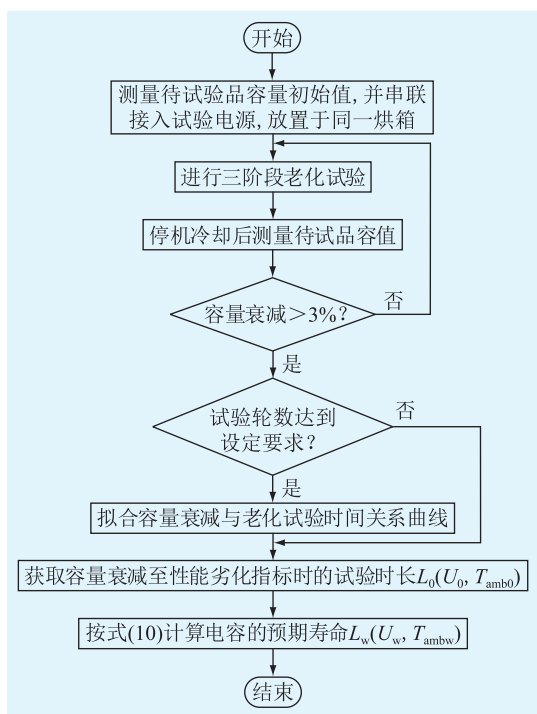 开始
测量待试验品容量初始值,并串联
接入试验电源,放置于同一烘箱
进行三阶段老化试验
停机冷却后测量待试品容值
容量衰减>3%?
否
是
试验轮数达到
设定要求?
否
是
拟合容量衰减与老化试验时间关系曲线
获取容量衰减至性能劣化指标时的试验时长L0(U0, Tamb0)
按式(10)计算电容的预期寿命Lw(Uw, Tambw)
结束